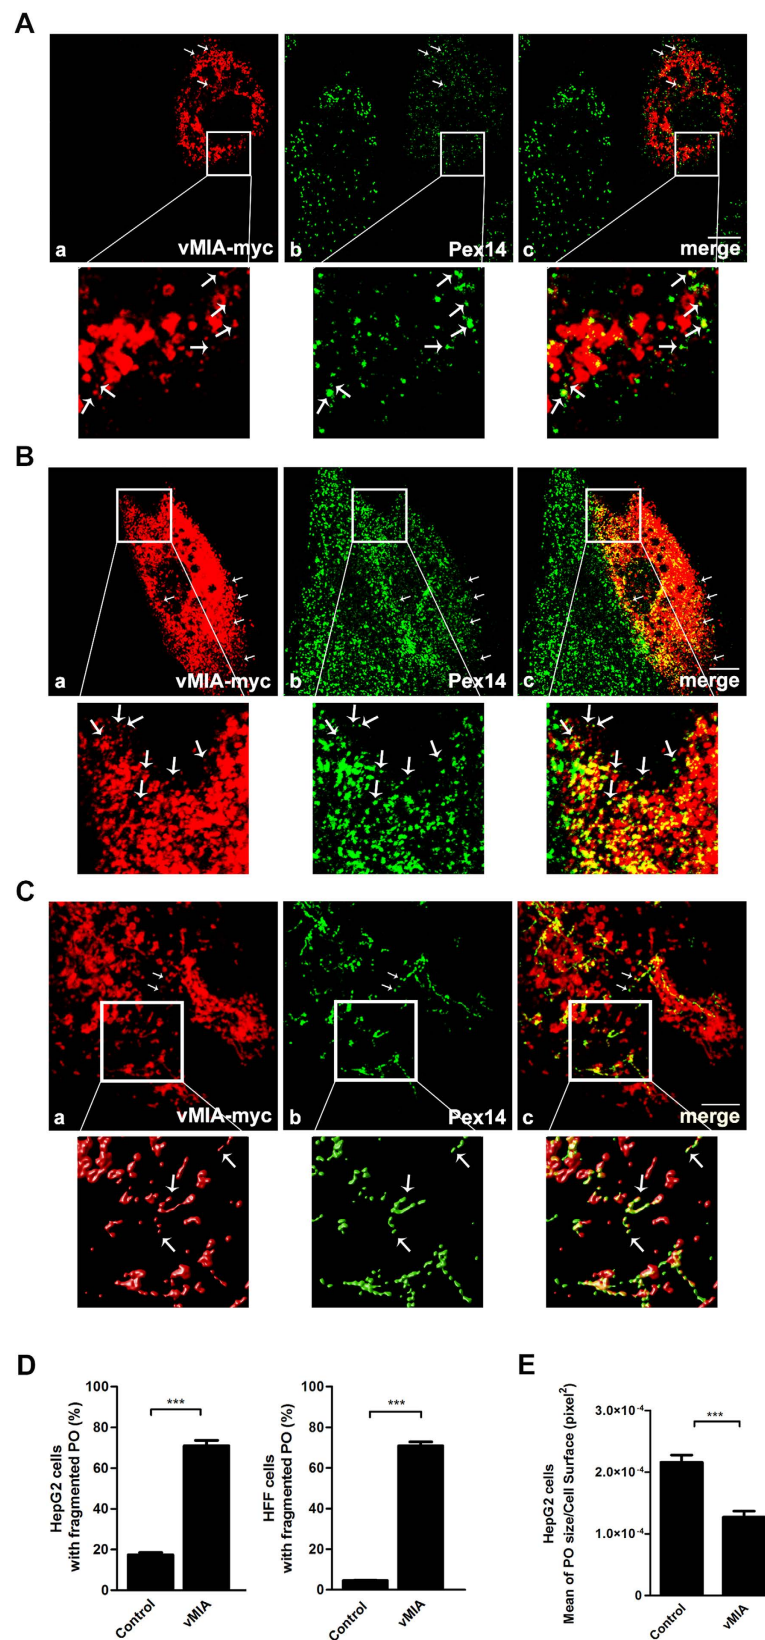 A
a
vMIA-myc
b
Pex14
c
merge
B
a
vMIA-myc
b
Pex14
c
merge
C
a
vMIA-myc
b
Pex14
c
merge
D
HepG2 cells
with fragmented PO (%)
100
80
60
40
20
0
***
Control
vMIA
HFF cells
with fragmented PO (%)
100
80
60
40
20
0
***
Control
vMIA
E
HepG2 cells
Mean of PO size/Cell Surface (pixel²)
3.0×10⁻⁴
2.0×10⁻⁴
1.0×10⁻⁴
0
***
Control
vMIA